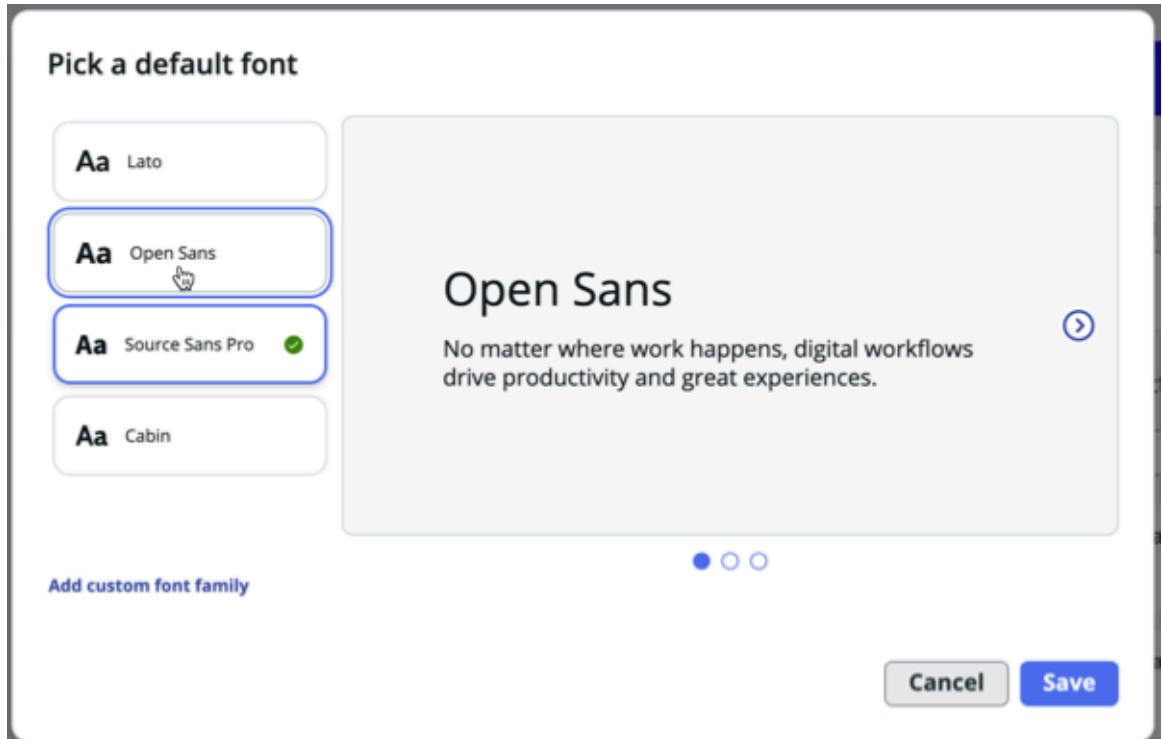 Pick a default font
Aa Lato
Aa Open Sans
Aa Source Sans Pro
Aa Cabin
Add custom font family
Open Sans
No matter where work happens, digital workflows
drive productivity and great experiences.
Cancel Save